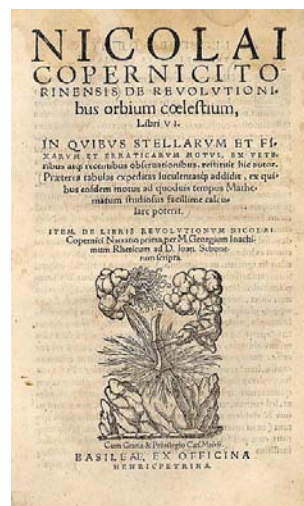 NICOLAI
COPERNICI TO-
RINENSIS DE REVOLVTIONI-
bus orbium cœlestium,
Libri VI.
IN QVIBVS STELLARVM ET FI-
XARVM ET ERRATICARVM MOTVS, EX VETE-
ribus atq; recentibus obseruationibus, restituit hic autor.
Præterea tabulas expeditas luculentasq; addidit, ex qui-
bus eosdem motus ad quoduis tempus Mathe-
matum studiosus facillime calcu-
lare poterit.
ITEM, DE LIBRIS REVOLVTIONVM NICOLAI
Copernici Narratio prima, per M. Georgium Ioachi-
mum Rheticum ad D. Ioan. Schone-
rum scripta.
Cum Gratia & Priuilegio Cæs. Maiest.
BASILEAE, EX OFFICINA
HENRICPETRINA.